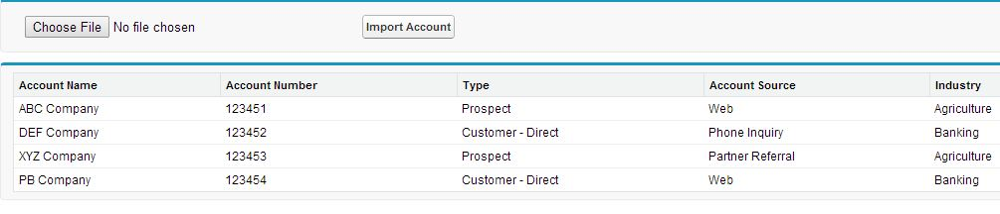 Choose File No file chosen Import Account
Account Name Account Number Type Account Source Industry
ABC Company 123451 Prospect Web Agriculture
DEF Company 123452 Customer - Direct Phone Inquiry Banking
XYZ Company 123453 Prospect Partner Referral Agriculture
PB Company 123454 Customer - Direct Web Banking